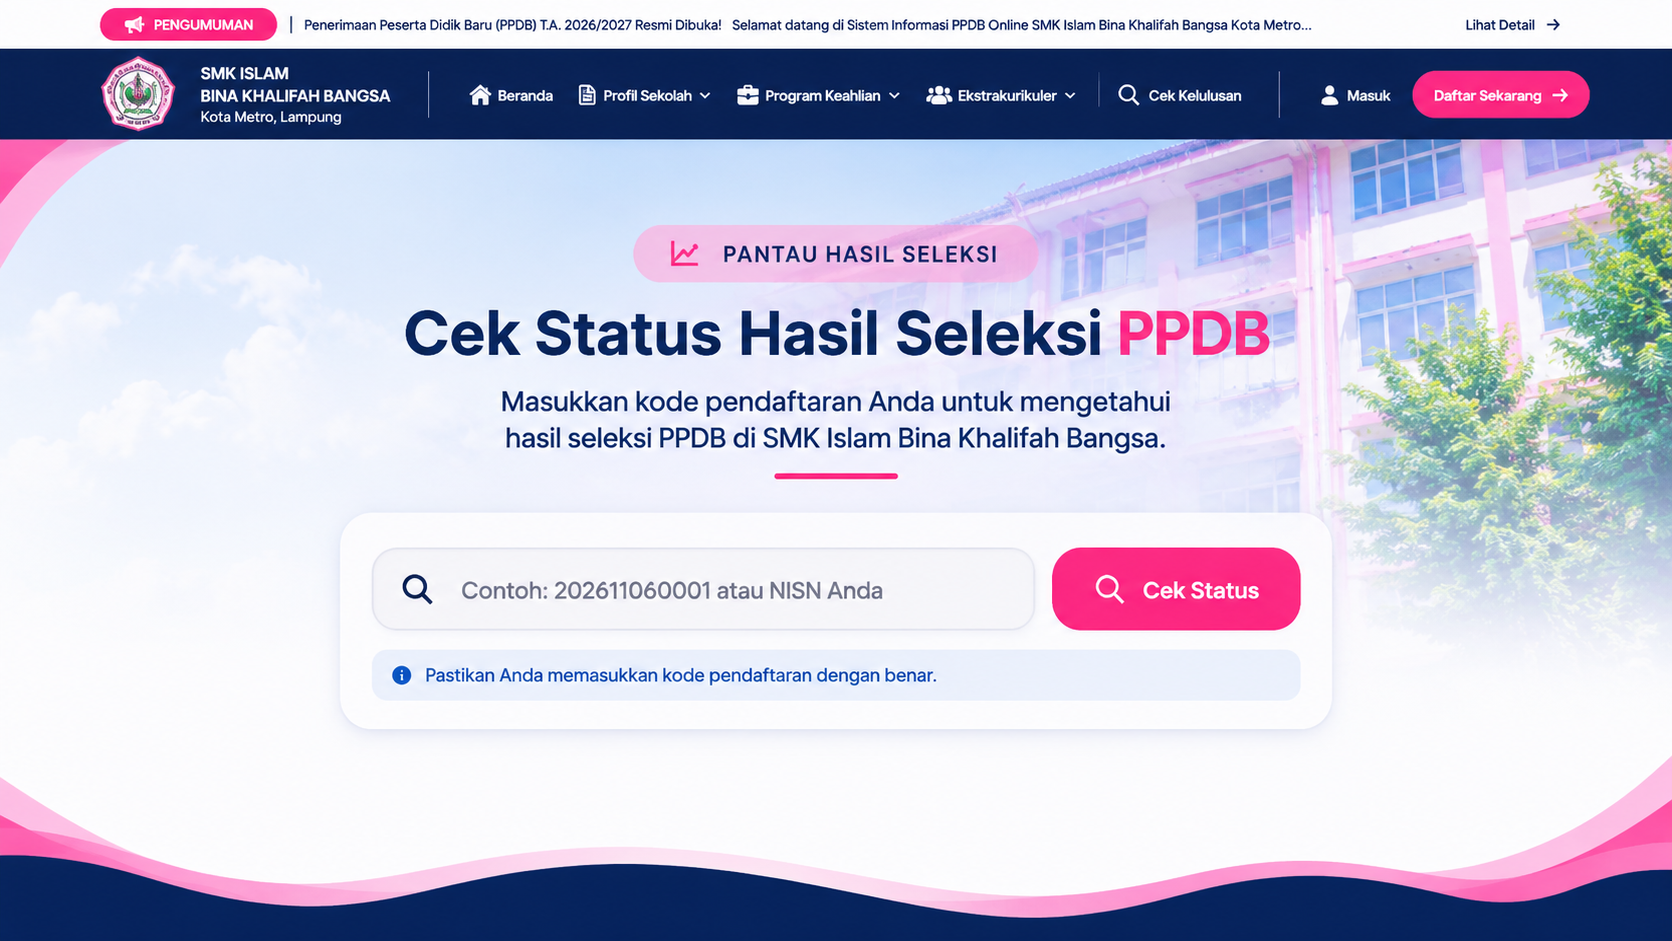 PENGUMUMAN
Penerimaan Peserta Didik Baru (PPDB) T.A. 2026/2027 Resmi Dibuka! Selamat datang di Sistem Informasi PPDB Online SMK Islam Bina Khalifah Bangsa Kota Metro...
Lihat Detail
SMK ISLAM
BINA KHALIFAH BANGSA
Kota Metro, Lampung
Beranda
Profil Sekolah
Program Keahlian
Ekstrakurikuler
Cek Kelulusan
Masuk
Daftar Sekarang
PANTAU HASIL SELEKSI
Cek Status Hasil Seleksi PPDB
Masukkan kode pendaftaran Anda untuk mengetahui
hasil seleksi PPDB di SMK Islam Bina Khalifah Bangsa.
Contoh: 202611060001 atau NISN Anda
Cek Status
Pastikan Anda memasukkan kode pendaftaran dengan benar.